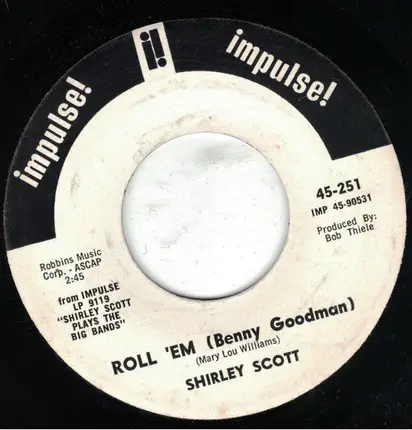 impulse!
i!
impulse!
45-251
IMP 45-90531
Produced By:
Bob Thiele
Robbins Music
Corp. - ASCAP
2:45
from IMPULSE
LP 9119
"SHIRLEY SCOTT
PLAYS THE
BIG BANDS"
ROLL 'EM (Benny Goodman)
(Mary Lou Williams)
SHIRLEY SCOTT